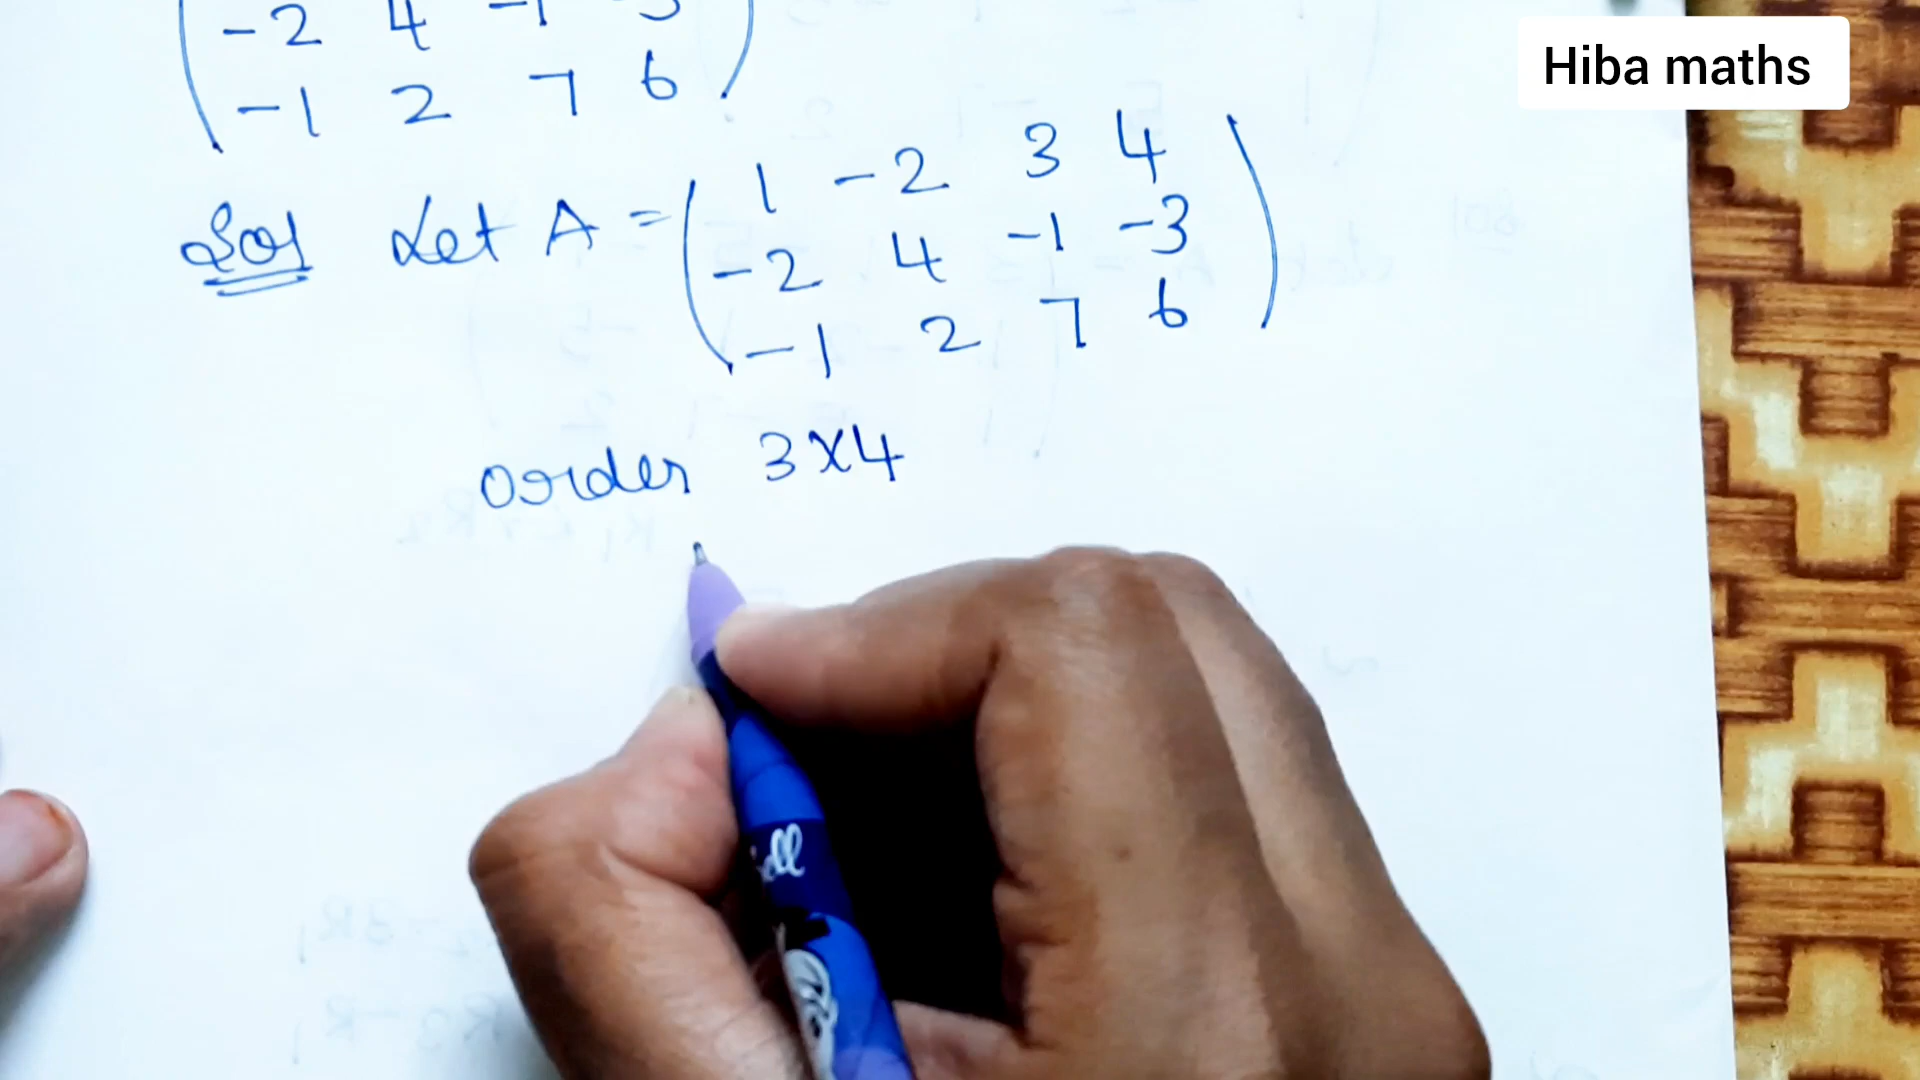 -2 4 -1 -3
-1 2 7 6
Hiba maths
Sol Let A = ( 1 -2 3 4
-2 4 -1 -3
-1 2 7 6 )
order 3x4
ell